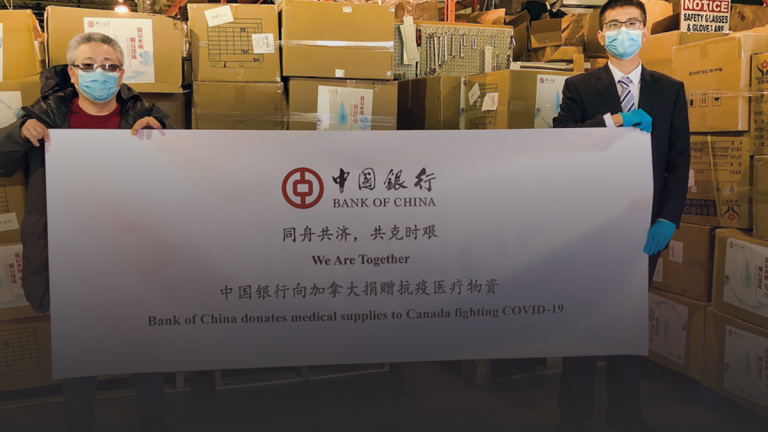 NOTICE
SAFETY GLASSES
中国银行
BANK OF CHINA
同舟共济，共克时艰
We Are Together
中国银行向加拿大捐赠抗疫医疗物资
Bank of China donates medical supplies to Canada fighting COVID-19